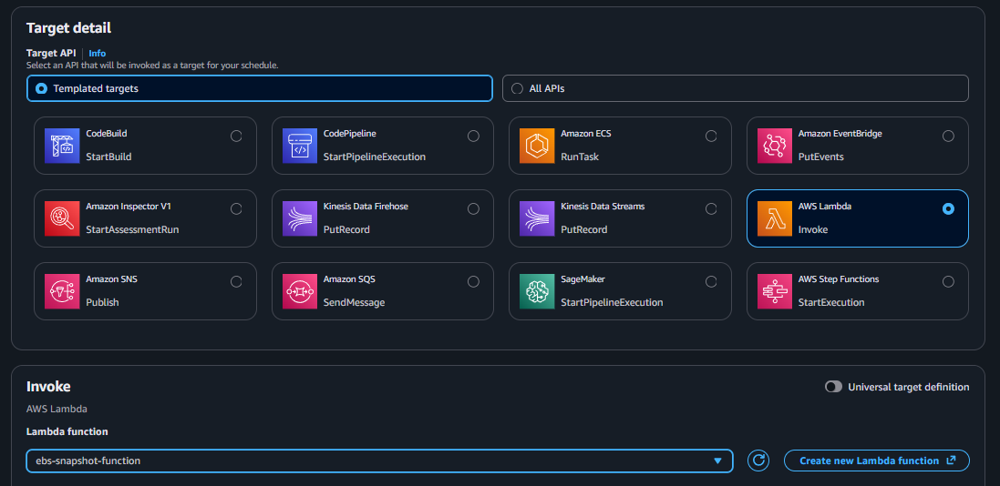 Target detail
Target API | Info
Select an API that will be invoked as a target for your schedule.
Templated targets
All APIs
CodeBuild
StartBuild
CodePipeline
StartPipelineExecution
Amazon ECS
RunTask
Amazon EventBridge
PutEvents
Amazon Inspector V1
StartAssessmentRun
Kinesis Data Firehose
PutRecord
Kinesis Data Streams
PutRecord
AWS Lambda
Invoke
Amazon SNS
Publish
Amazon SQS
SendMessage
SageMaker
StartPipelineExecution
AWS Step Functions
StartExecution
Invoke
Universal target definition
AWS Lambda
Lambda function
ebs-snapshot-function
Create new Lambda function